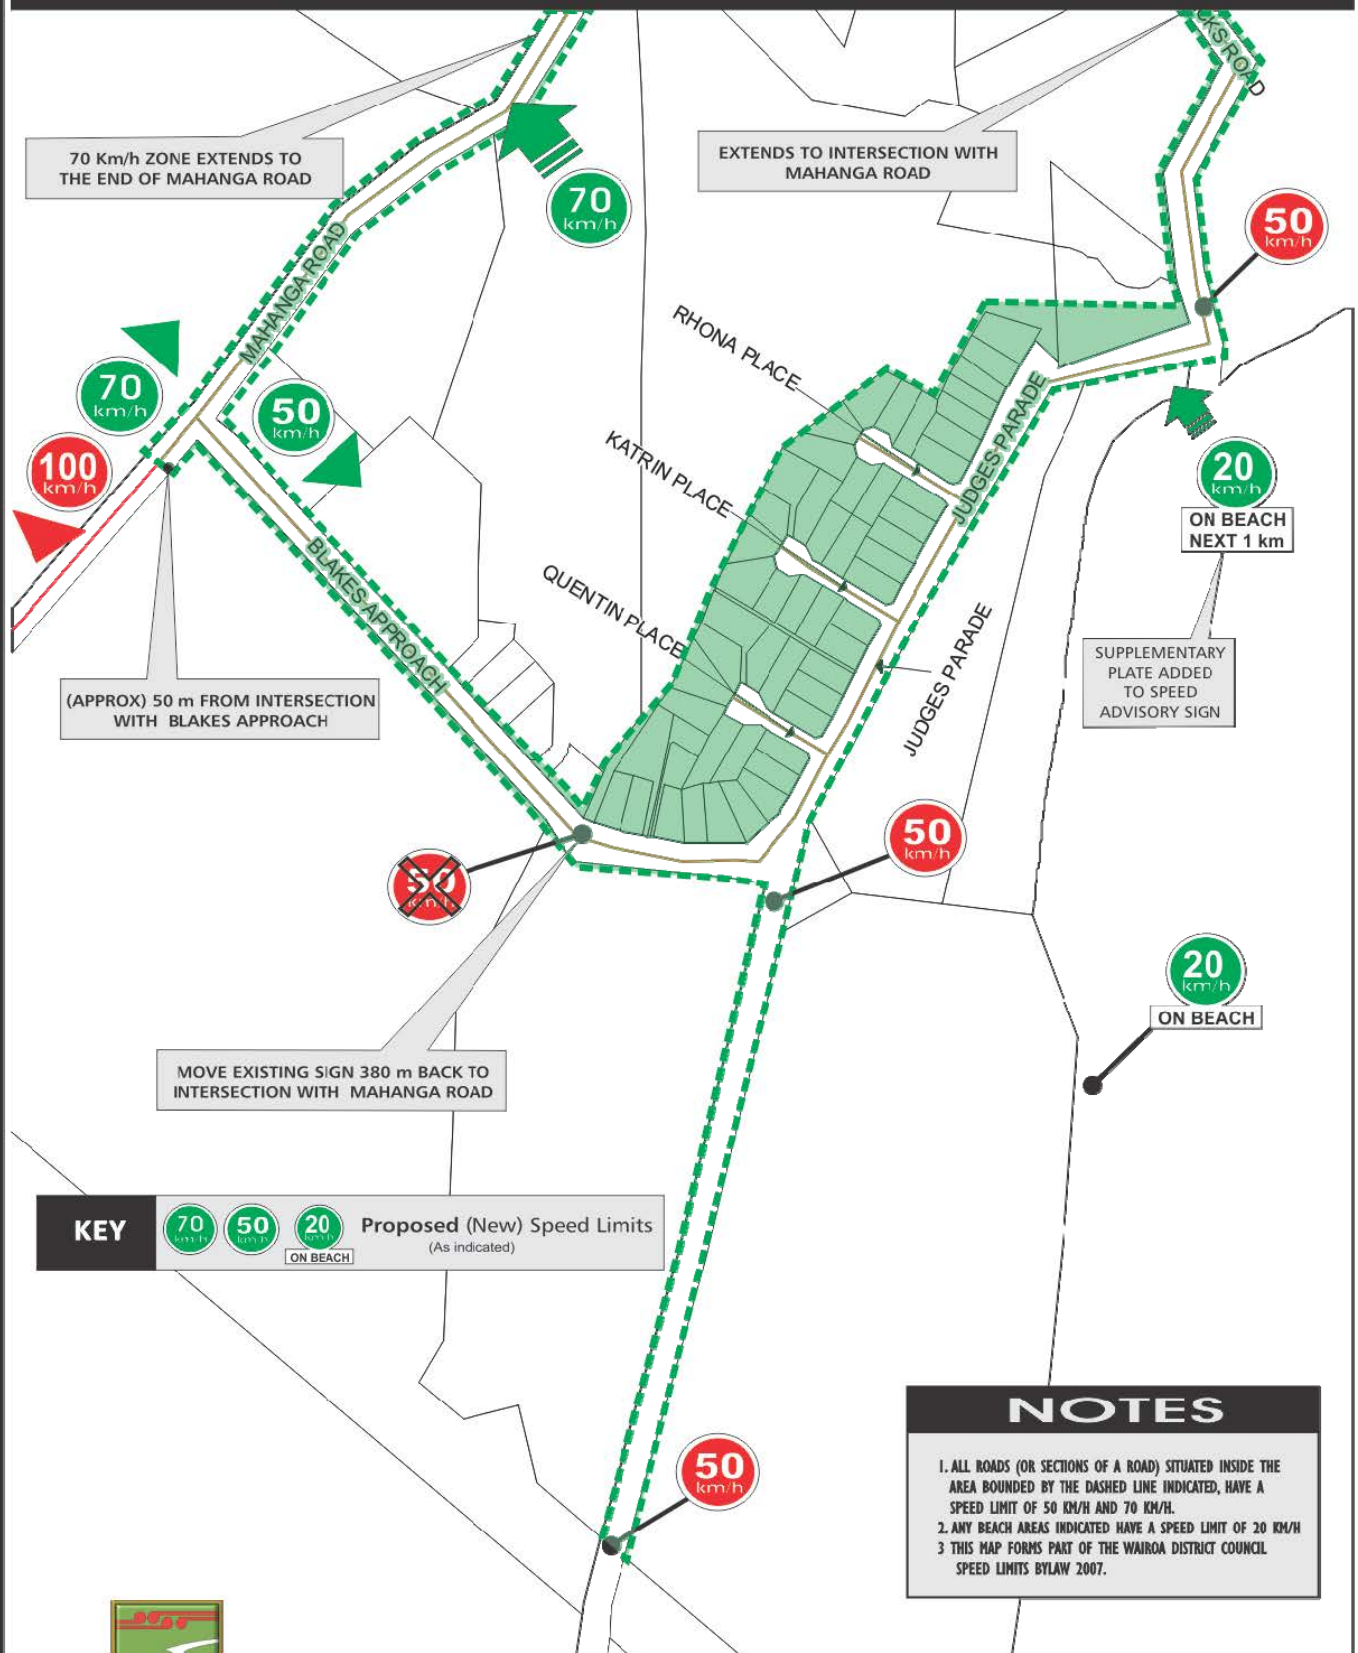 CKS ROAD
70 Km/h ZONE EXTENDS TO
THE END OF MAHANGA ROAD
EXTENDS TO INTERSECTION WITH
MAHANGA ROAD
70
km/h
50
km/h
MAHANGA ROAD
RHONA PLACE
70
km/h
50
km/h
JUDGES PARADE
KATRIN PLACE
100
km/h
20
km/h
ON BEACH
NEXT 1 km
BLAKES APPROACH
QUENTIN PLACE
JUDGES PARADE
SUPPLEMENTARY
PLATE ADDED
TO SPEED
ADVISORY SIGN
(APPROX) 50 m FROM INTERSECTION
WITH BLAKES APPROACH
50
km/h
50
km/h
20
km/h
ON BEACH
MOVE EXISTING SIGN 380 m BACK TO
INTERSECTION WITH MAHANGA ROAD
KEY
70
km/h
50
km/h
20
km/h
ON BEACH
Proposed (New) Speed Limits
(As indicated)
50
km/h
NOTES
1. ALL ROADS (OR SECTIONS OF A ROAD) SITUATED INSIDE THE
AREA BOUNDED BY THE DASHED LINE INDICATED, HAVE A
SPEED LIMIT OF 50 KM/H AND 70 KM/H.
2. ANY BEACH AREAS INDICATED HAVE A SPEED LIMIT OF 20 KM/H
3 THIS MAP FORMS PART OF THE WAIROA DISTRICT COUNCIL
SPEED LIMITS BYLAW 2007.